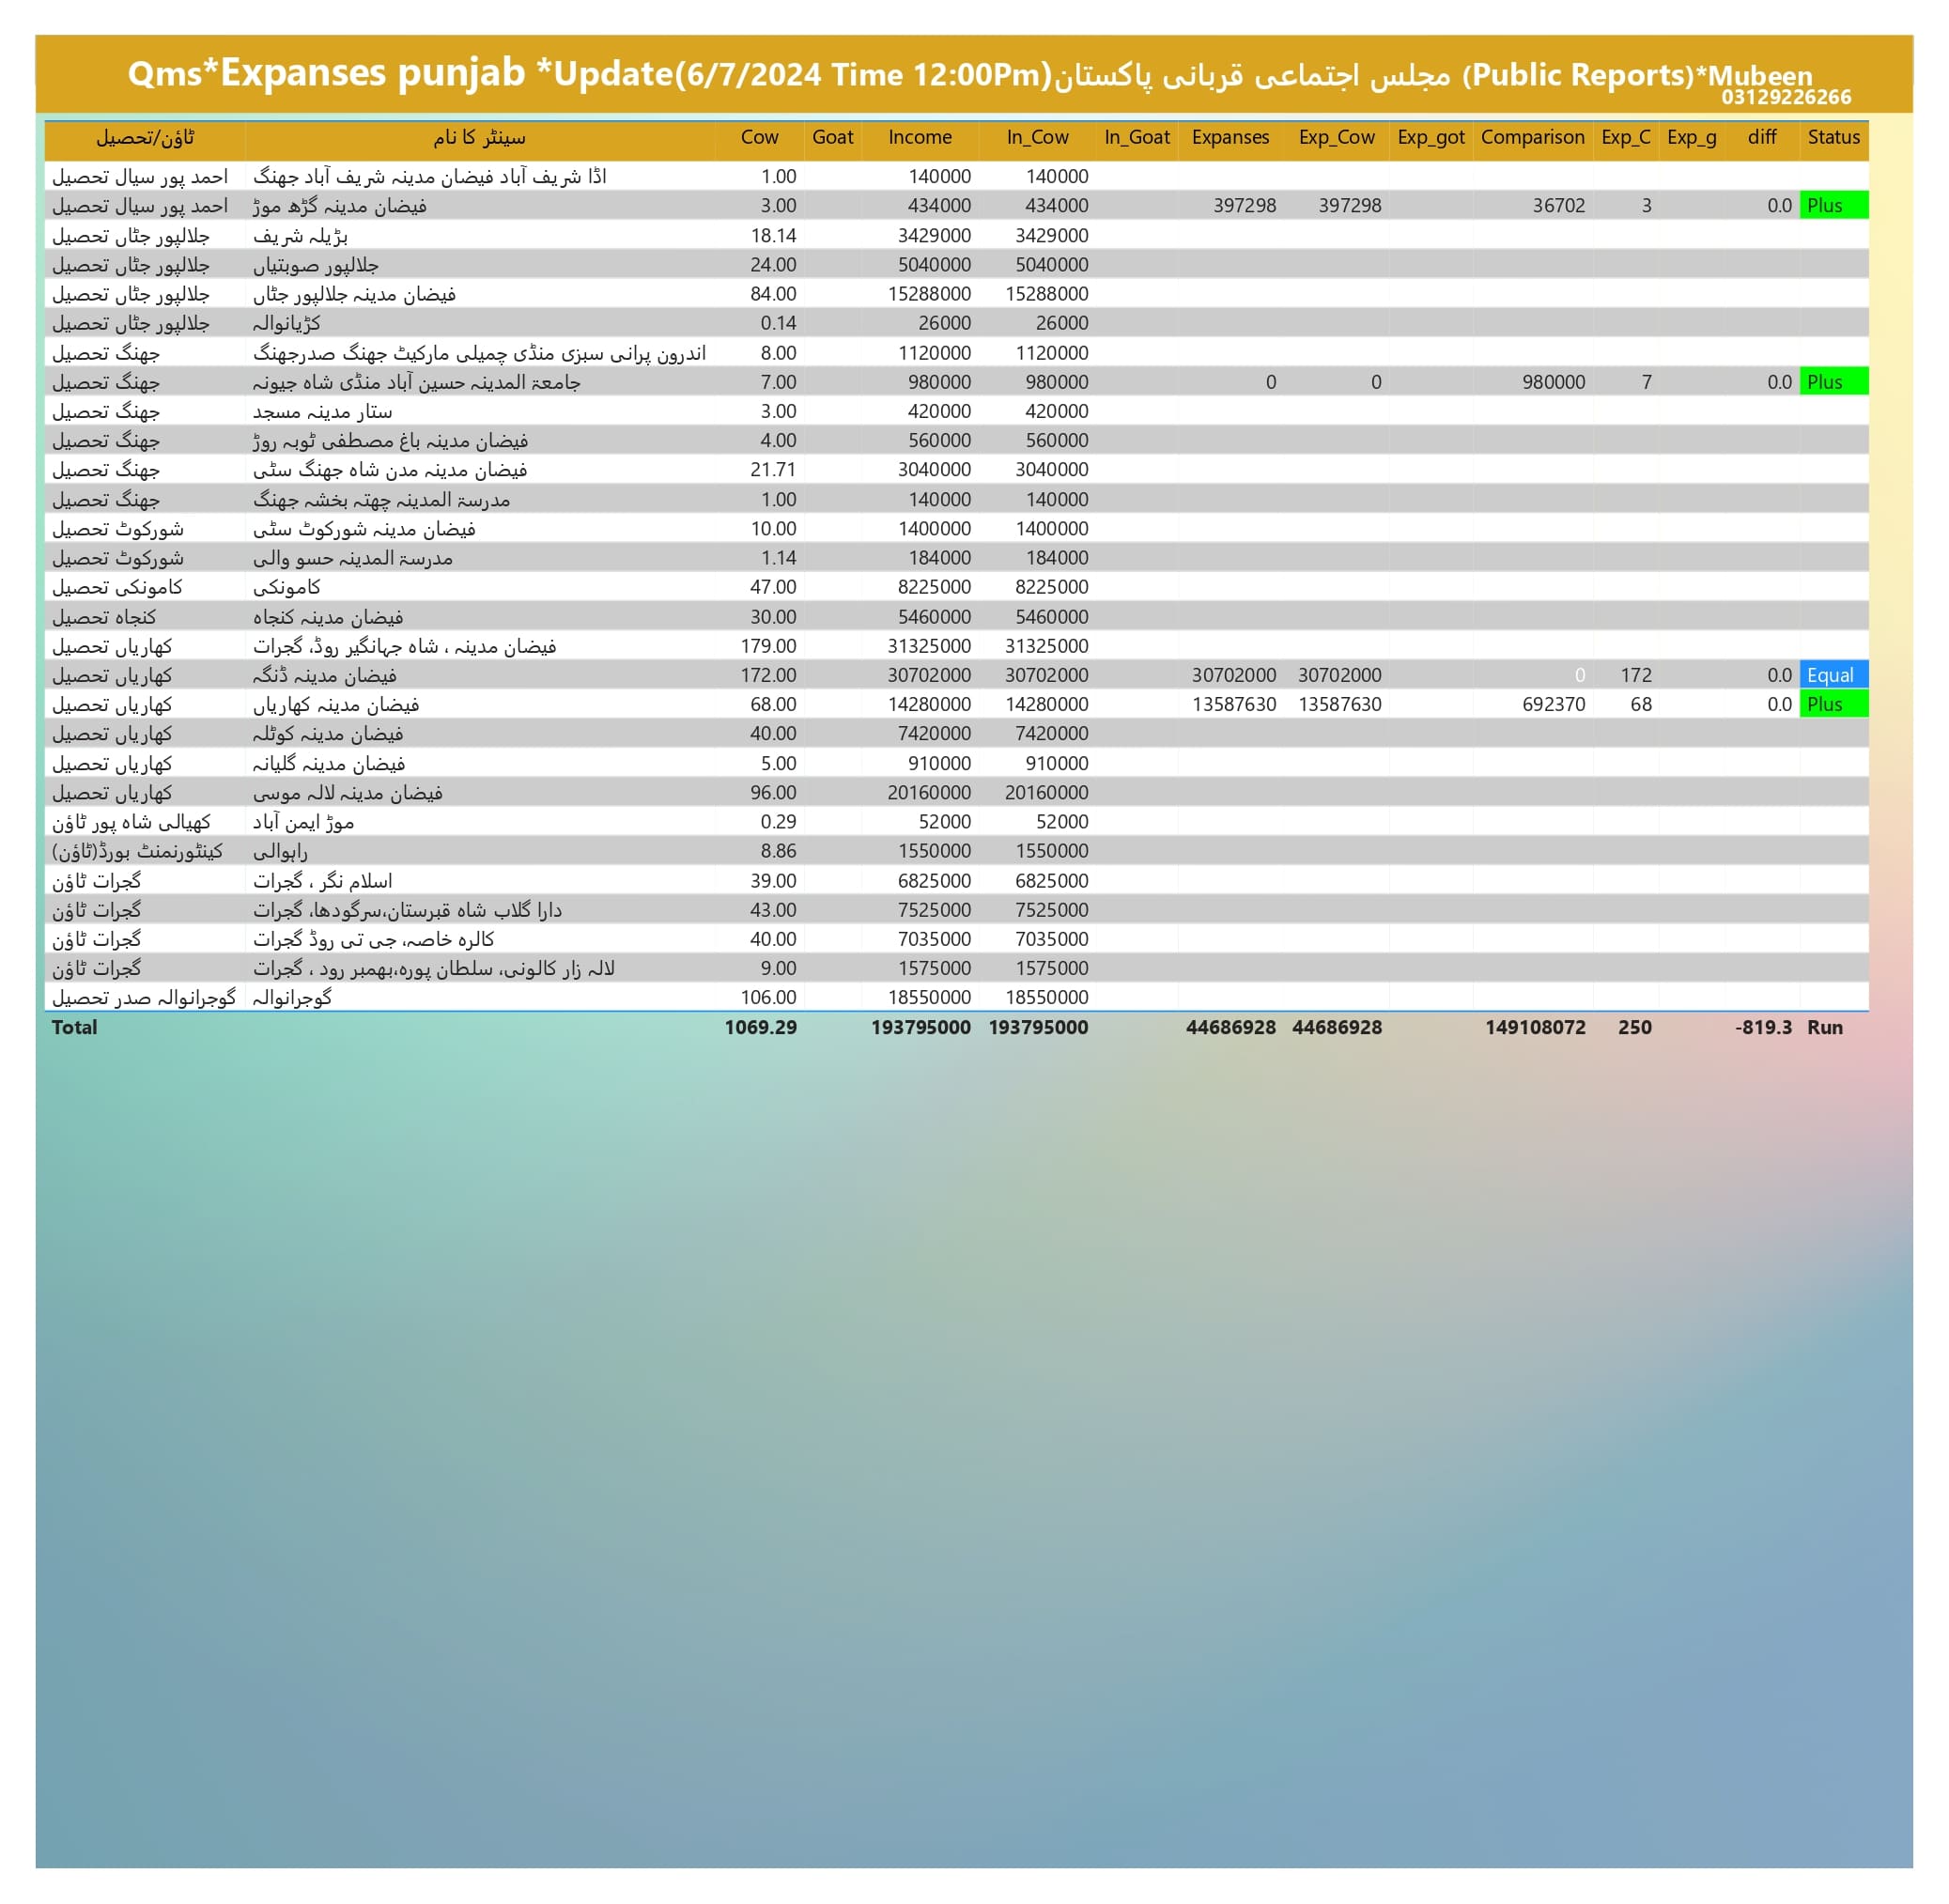 Qms*Expanses punjab *Update(6/7/2024 Time 12:00Pm)مجلس اجتماعی قربانی پاکستان (Public Reports)*Mubeen
03129226266
ٹاؤن/تحصیل سینٹر کا نام Cow Goat Income In_Cow In_Goat Expanses Exp_Cow Exp_got Comparison Exp_C Exp_g diff Status
احمد پور سیال تحصیل اڈا شریف آباد فیضان مدینہ شریف آباد جھنگ 1.00 140000 140000
احمد پور سیال تحصیل فیضان مدینہ گڑھ موڑ 3.00 434000 434000 397298 397298 36702 3 0.0 Plus
جلالپور جٹاں تحصیل بڑیلہ شریف 18.14 3429000 3429000
جلالپور جٹاں تحصیل جلالپور صوبتیاں 24.00 5040000 5040000
جلالپور جٹاں تحصیل فیضان مدینہ جلالپور جٹاں 84.00 15288000 15288000
جلالپور جٹاں تحصیل کڑیانوالہ 0.14 26000 26000
جھنگ تحصیل اندرون پرانی سبزی منڈی چمیلی مارکیٹ جھنگ صدرجھنگ 8.00 1120000 1120000
جھنگ تحصیل جامعۃ المدینہ حسین آباد منڈی شاہ جیونہ 7.00 980000 980000 0 0 980000 7 0.0 Plus
جھنگ تحصیل ستار مدینہ مسجد 3.00 420000 420000
جھنگ تحصیل فیضان مدینہ باغ مصطفی ٹوبہ روڑ 4.00 560000 560000
جھنگ تحصیل فیضان مدینہ مدن شاہ جھنگ سٹی 21.71 3040000 3040000
جھنگ تحصیل مدرسۃ المدینہ چھتہ بخشہ جھنگ 1.00 140000 140000
شورکوٹ تحصیل فیضان مدینہ شورکوٹ سٹی 10.00 1400000 1400000
شورکوٹ تحصیل مدرسۃ المدینہ حسو والی 1.14 184000 184000
کامونکی تحصیل کامونکی 47.00 8225000 8225000
کنجاہ تحصیل فیضان مدینہ کنجاہ 30.00 5460000 5460000
کھاریاں تحصیل فیضان مدینہ ، شاہ جہانگیر روڈ، گجرات 179.00 31325000 31325000
کھاریاں تحصیل فیضان مدینہ ڈنگہ 172.00 30702000 30702000 30702000 30702000 0 172 0.0 Equal
کھاریاں تحصیل فیضان مدینہ کھاریاں 68.00 14280000 14280000 13587630 13587630 692370 68 0.0 Plus
کھاریاں تحصیل فیضان مدینہ کوٹلہ 40.00 7420000 7420000
کھاریاں تحصیل فیضان مدینہ گلیانہ 5.00 910000 910000
کھاریاں تحصیل فیضان مدینہ لالہ موسی 96.00 20160000 20160000
کھیالی شاہ پور ٹاؤن موڑ ایمن آباد 0.29 52000 52000
کینٹورنمنٹ بورڈ(ٹاؤن) راہوالی 8.86 1550000 1550000
گجرات ٹاؤن اسلام نگر ، گجرات 39.00 6825000 6825000
گجرات ٹاؤن دارا گلاب شاہ قبرستان،سرگودھا، گجرات 43.00 7525000 7525000
گجرات ٹاؤن کالرہ خاصہ، جی تی روڈ گجرات 40.00 7035000 7035000
گجرات ٹاؤن لالہ زار کالونی، سلطان پورہ،بھمبر رود ، گجرات 9.00 1575000 1575000
گوجرانوالہ صدر تحصیل گوجرانوالہ 106.00 18550000 18550000
Total 1069.29 193795000 193795000 44686928 44686928 149108072 250 -819.3 Run